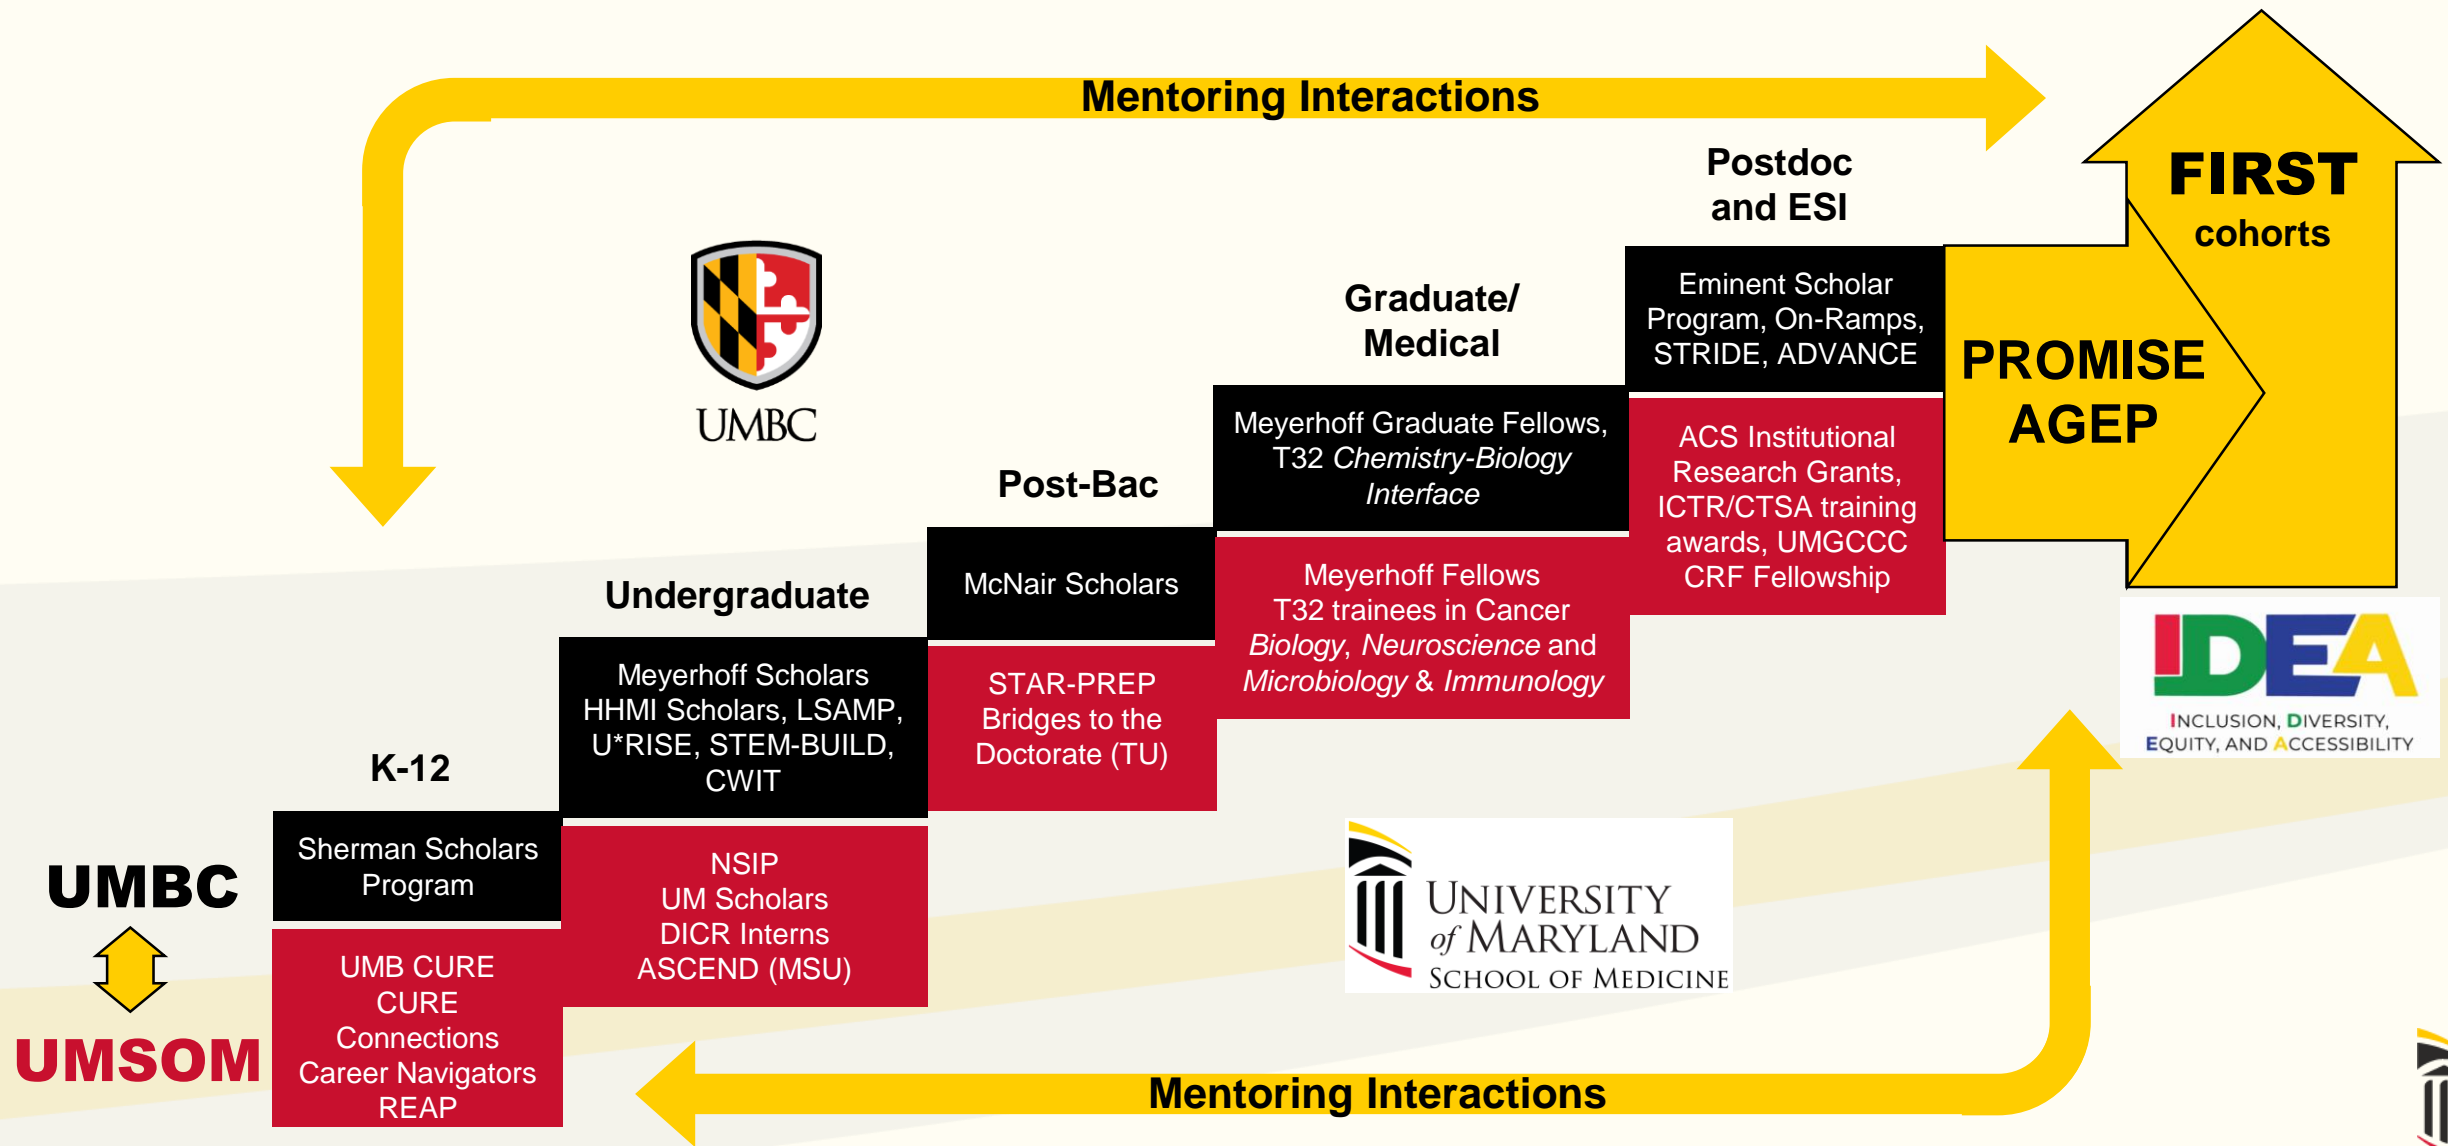 Mentoring Interactions
FIRST
cohorts
PROMISE
AGEP
Postdoc
and ESI
Eminent Scholar
Program, On-Ramps,
STRIDE, ADVANCE
ACS Institutional
Research Grants,
ICTR/CTSA training
awards, UMGCCC
CRF Fellowship
Graduate/
Medical
Meyerhoff Graduate Fellows,
T32 Chemistry-Biology
Interface
Meyerhoff Fellows
T32 trainees in Cancer
Biology, Neuroscience and
Microbiology & Immunology
UMBC
Post-Bac
McNair Scholars
STAR-PREP
Bridges to the
Doctorate (TU)
Undergraduate
Meyerhoff Scholars
HHMI Scholars, LSAMP,
U*RISE, STEM-BUILD,
CWIT
NSIP
UM Scholars
DICR Interns
ASCEND (MSU)
K-12
Sherman Scholars
Program
UMB CURE
CURE
Connections
Career Navigators
REAP
UMBC
UMSOM
IDEA
INCLUSION, DIVERSITY,
EQUITY, AND ACCESSIBILITY
UNIVERSITY
of MARYLAND
SCHOOL OF MEDICINE
Mentoring Interactions